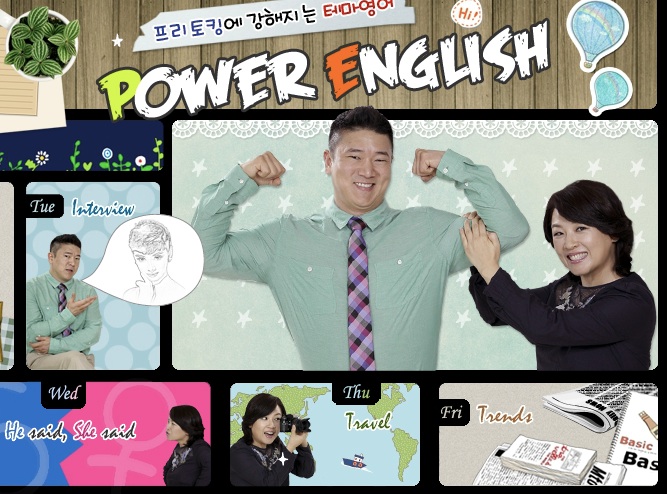 프리토킹에 강해지는 테마영어
Hi!
POWER ENGLISH
Tue Interview
Wed
He said, She said
Thu
Travel
Fri Trends
Basic
Bas